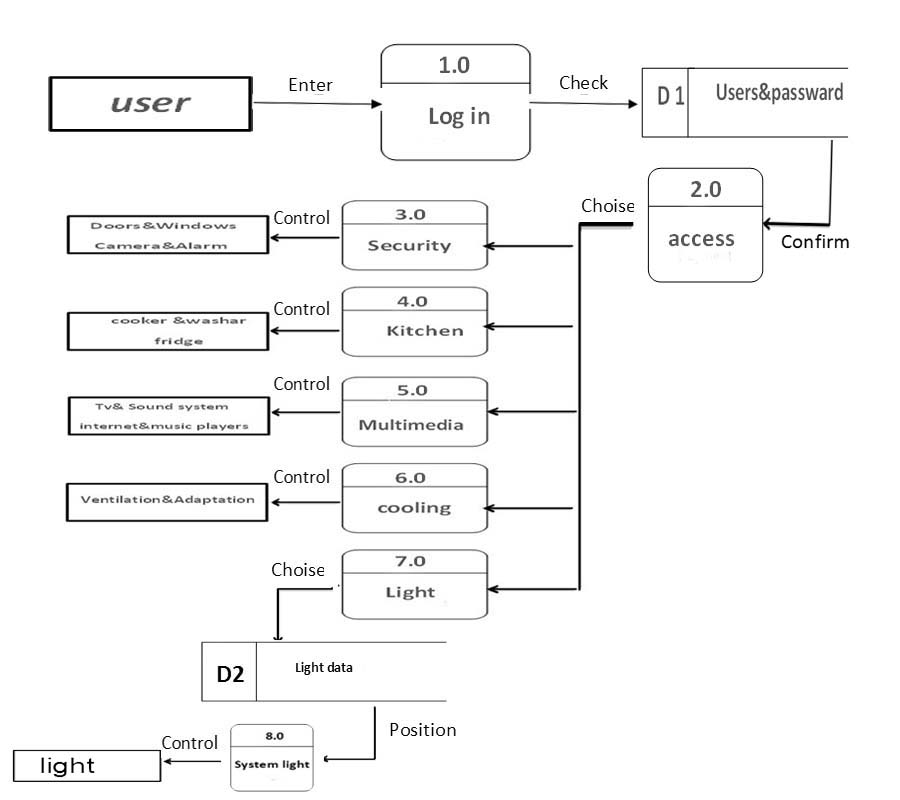 user
Enter
1.0
Log in
Check
D 1
Users&passward
2.0
access
Confirm
Choise
3.0
Security
Control
Doors&Windows
Camera&Alarm
4.0
Kitchen
Control
cooker &washar
fridge
5.0
Multimedia
Control
Tv& Sound system
internet&music players
6.0
cooling
Control
Ventilation&Adaptation
7.0
Light
Choise
D2
Light data
Position
8.0
System light
Control
light